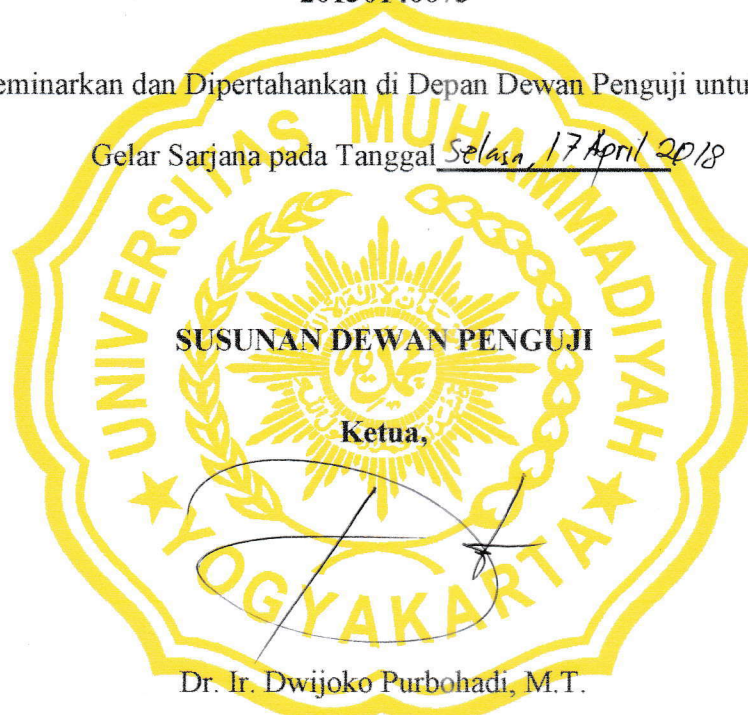 eminarkan dan Dipertahankan di Depan Dewan Penguji untu
Gelar Sarjana pada Tanggal Selasa, 17 April 2018
UNIVERSITAS MUHAMMADIYAH
SUSUNAN DEWAN PENGUJI
Ketua,
YOGYAKARTA
Dr. Ir. Dwijoko Purbohadi, M.T.